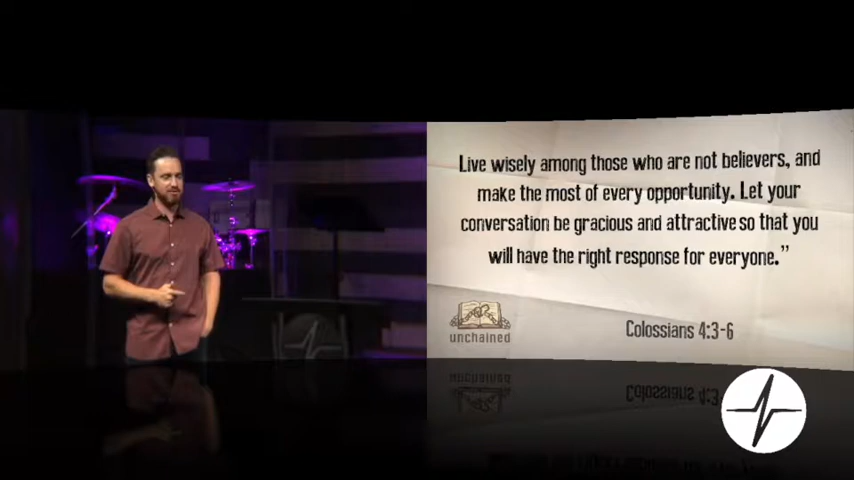 Live wisely among those who are not believers, and
make the most of every opportunity. Let your
conversation be gracious and attractive so that you
will have the right response for everyone.”
unchained
Colossians 4:3-6